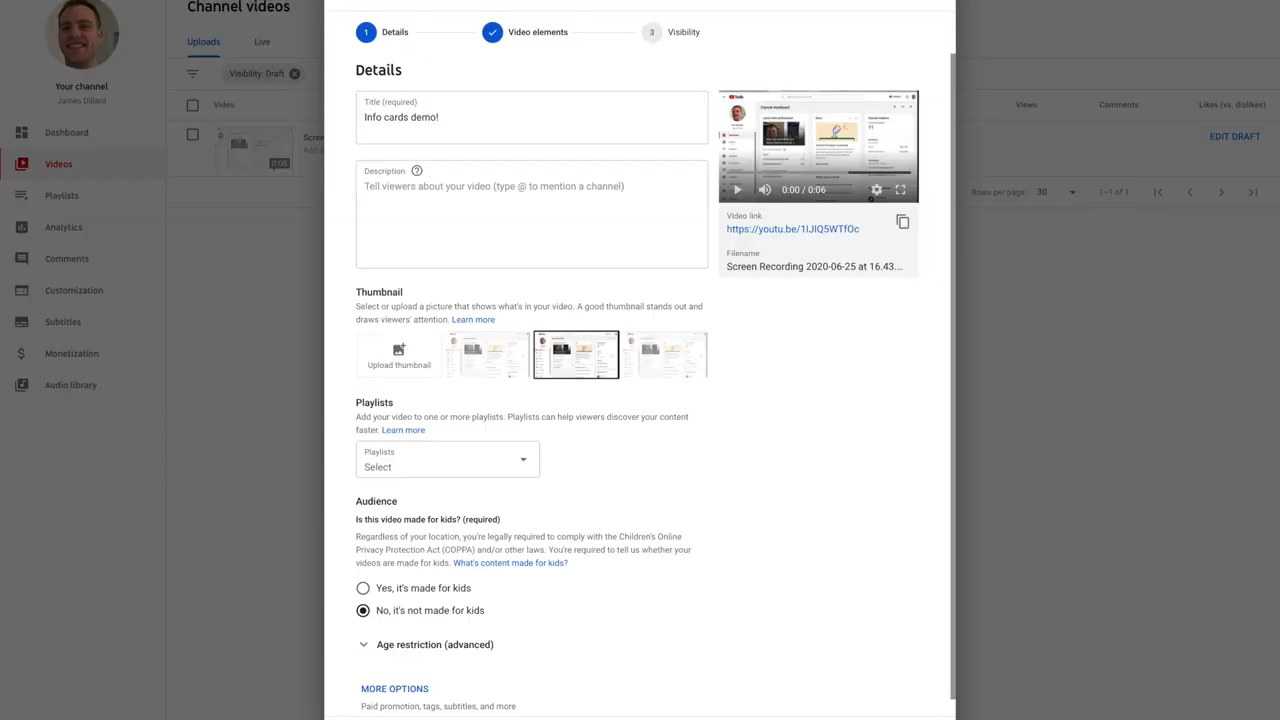 Channel videos
Uploads
Live
Visibility: Draft
Video
Your channel
James Dillard
Dashboard
Videos
Playlists
Analytics
Comments
Customization
Subtitles
Monetization
Audio library
Screen
0:06
Views
Comments
Likes (vs. dislikes)
EDIT DRAFT
Rows per page: 30
1–1 of 1
1 Details
Video elements
3 Visibility
Details
Title (required)
Info cards demo!
Description
Tell viewers about your video (type @ to mention a channel)
0:00 / 0:06
Video link
https://youtu.be/1IJIQ5WTfOc
Filename
Screen Recording 2020-06-25 at 16.43...
Thumbnail
Select or upload a picture that shows what's in your video. A good thumbnail stands out and
draws viewers' attention. Learn more
Upload thumbnail
Playlists
Add your video to one or more playlists. Playlists can help viewers discover your content
faster. Learn more
Playlists
Select
Audience
Is this video made for kids? (required)
Regardless of your location, you're legally required to comply with the Children's Online
Privacy Protection Act (COPPA) and/or other laws. You're required to tell us whether your
videos are made for kids. What's content made for kids?
Yes, it's made for kids
No, it's not made for kids
Age restriction (advanced)
MORE OPTIONS
Paid promotion, tags, subtitles, and more